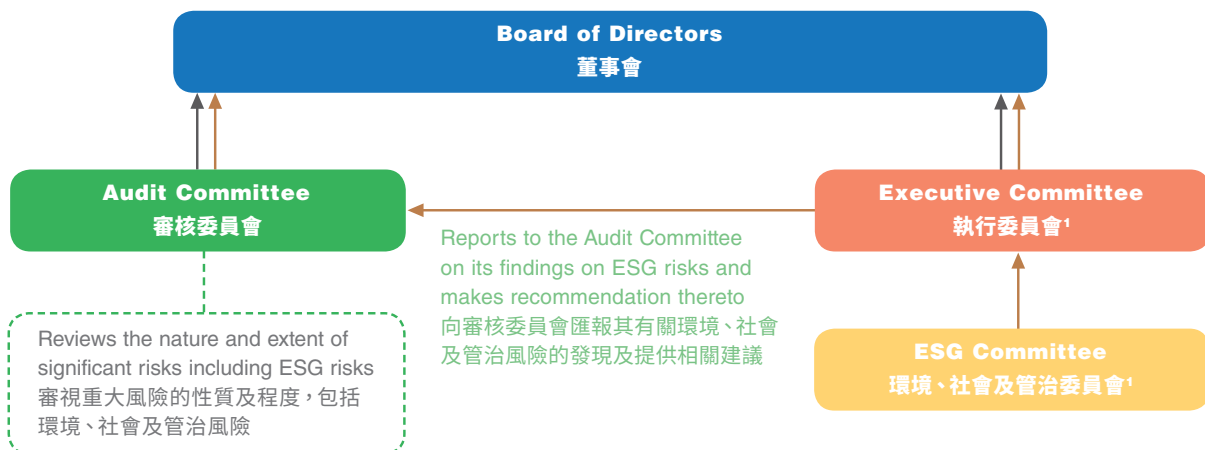 Board of Directors
董事會
Audit Committee
審核委員會
Executive Committee
執行委員會¹
Reports to the Audit Committee
on its findings on ESG risks and
makes recommendation thereto
向審核委員會匯報其有關環境、社會
及管治風險的發現及提供相關建議
Reviews the nature and extent of
significant risks including ESG risks
審視重大風險的性質及程度，包括
環境、社會及管治風險
ESG Committee
環境、社會及管治委員會¹